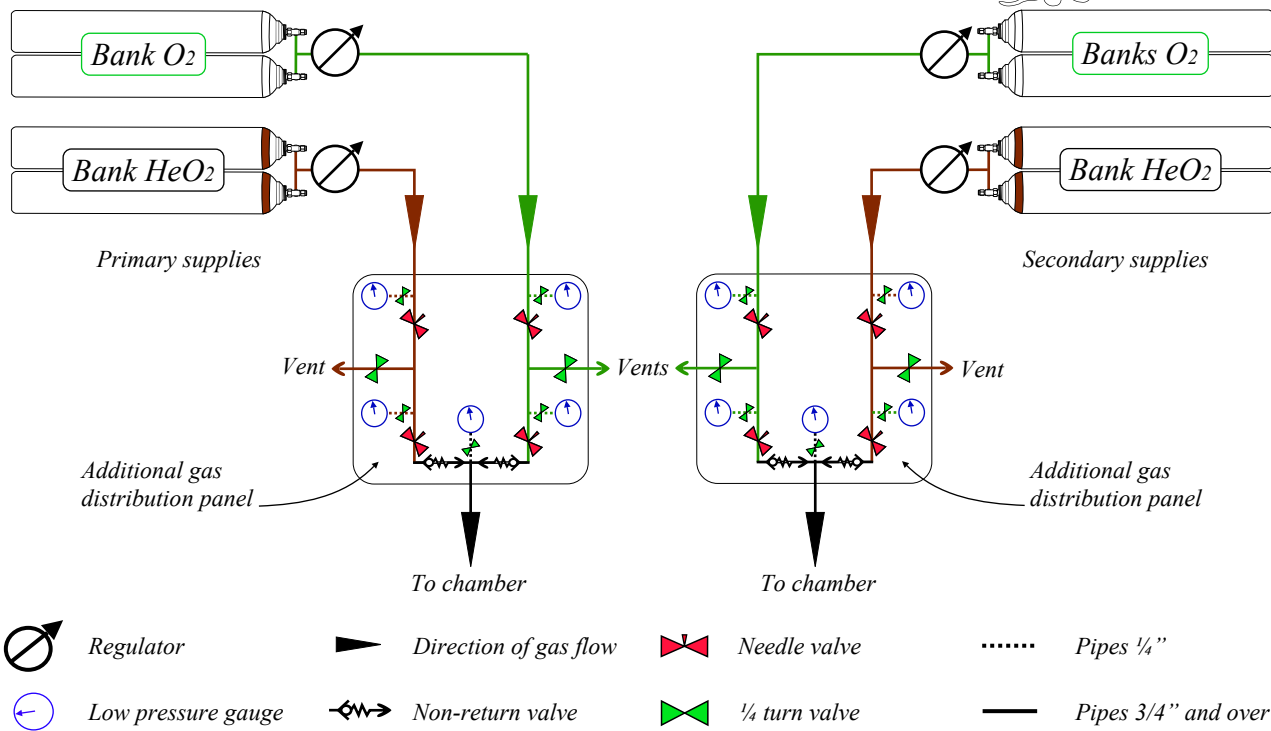 Bank O₂
Banks O₂
Bank HeO₂
Bank HeO₂
Primary supplies
Secondary supplies
Vent
Vents
Vent
Additional gas
distribution panel
Additional gas
distribution panel
To chamber
To chamber
Regulator
Direction of gas flow
Needle valve
Pipes ¼”
Low pressure gauge
Non-return valve
¼ turn valve
Pipes 3/4” and over